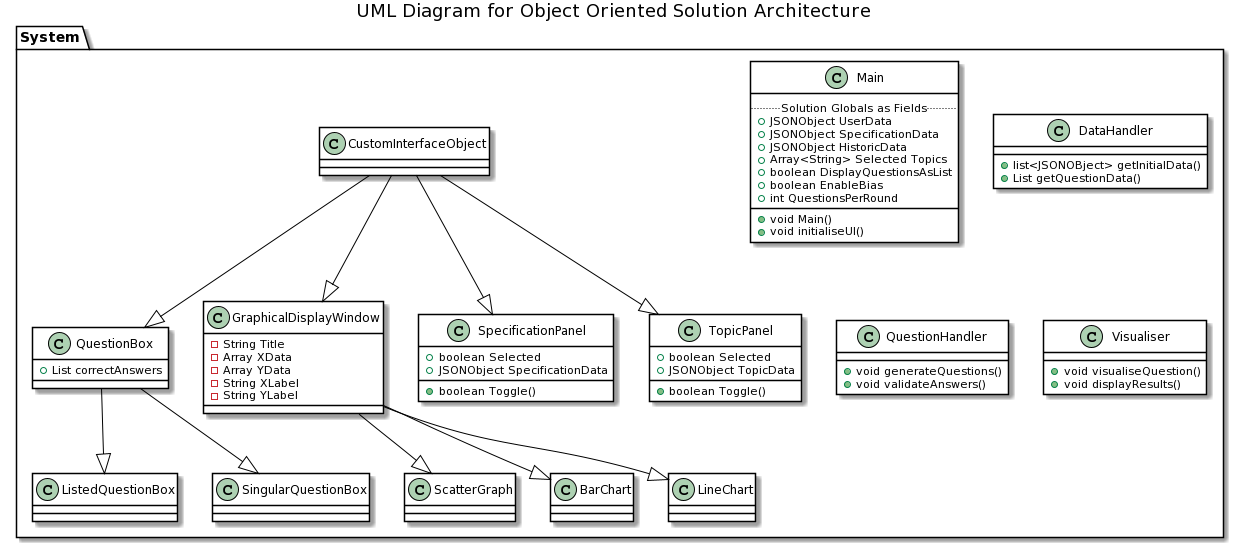 UML Diagram for Object Oriented Solution Architecture
System
C Main
Solution Globals as Fields
JSONObject UserData
JSONObject SpecificationData
JSONObject HistoricData
Array<String> Selected Topics
boolean DisplayQuestionsAsList
boolean EnableBias
int QuestionsPerRound
void Main()
void initialiseUI()
C DataHandler
list<JSONOBject> getInitialData()
List getQuestionData()
C CustomInterfaceObject
C QuestionBox
List correctAnswers
C GraphicalDisplayWindow
String Title
Array XData
Array YData
String XLabel
String YLabel
C SpecificationPanel
boolean Selected
JSONObject SpecificationData
boolean Toggle()
C TopicPanel
boolean Selected
JSONObject TopicData
boolean Toggle()
C QuestionHandler
void generateQuestions()
void validateAnswers()
C Visualiser
void visualiseQuestion()
void displayResults()
C ListedQuestionBox
C SingularQuestionBox
C ScatterGraph
C BarChart
C LineChart